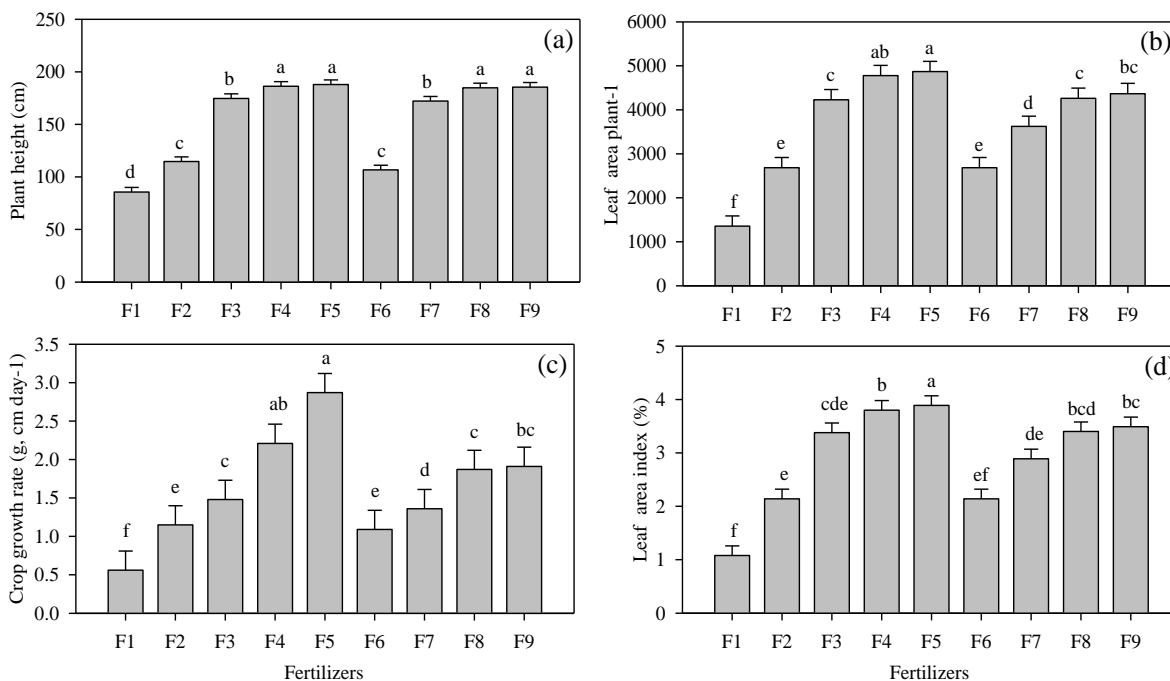 (a)
Plant height (cm)
250
200
150
100
50
0
d
c
b
a
a
c
b
a
a
F1 F2 F3 F4 F5 F6 F7 F8 F9
(b)
Leaf area plant-1
6000
5000
4000
3000
2000
1000
0
f
e
c
ab
a
e
d
c
bc
F1 F2 F3 F4 F5 F6 F7 F8 F9
(c)
Crop growth rate (g, cm day-1)
3.5
3.0
2.5
2.0
1.5
1.0
0.5
0.0
f
e
c
ab
a
e
d
c
bc
F1 F2 F3 F4 F5 F6 F7 F8 F9
Fertilizers
(d)
Leaf area index (%)
5
4
3
2
1
0
f
e
cde
b
a
ef
de
bcd
bc
F1 F2 F3 F4 F5 F6 F7 F8 F9
Fertilizers